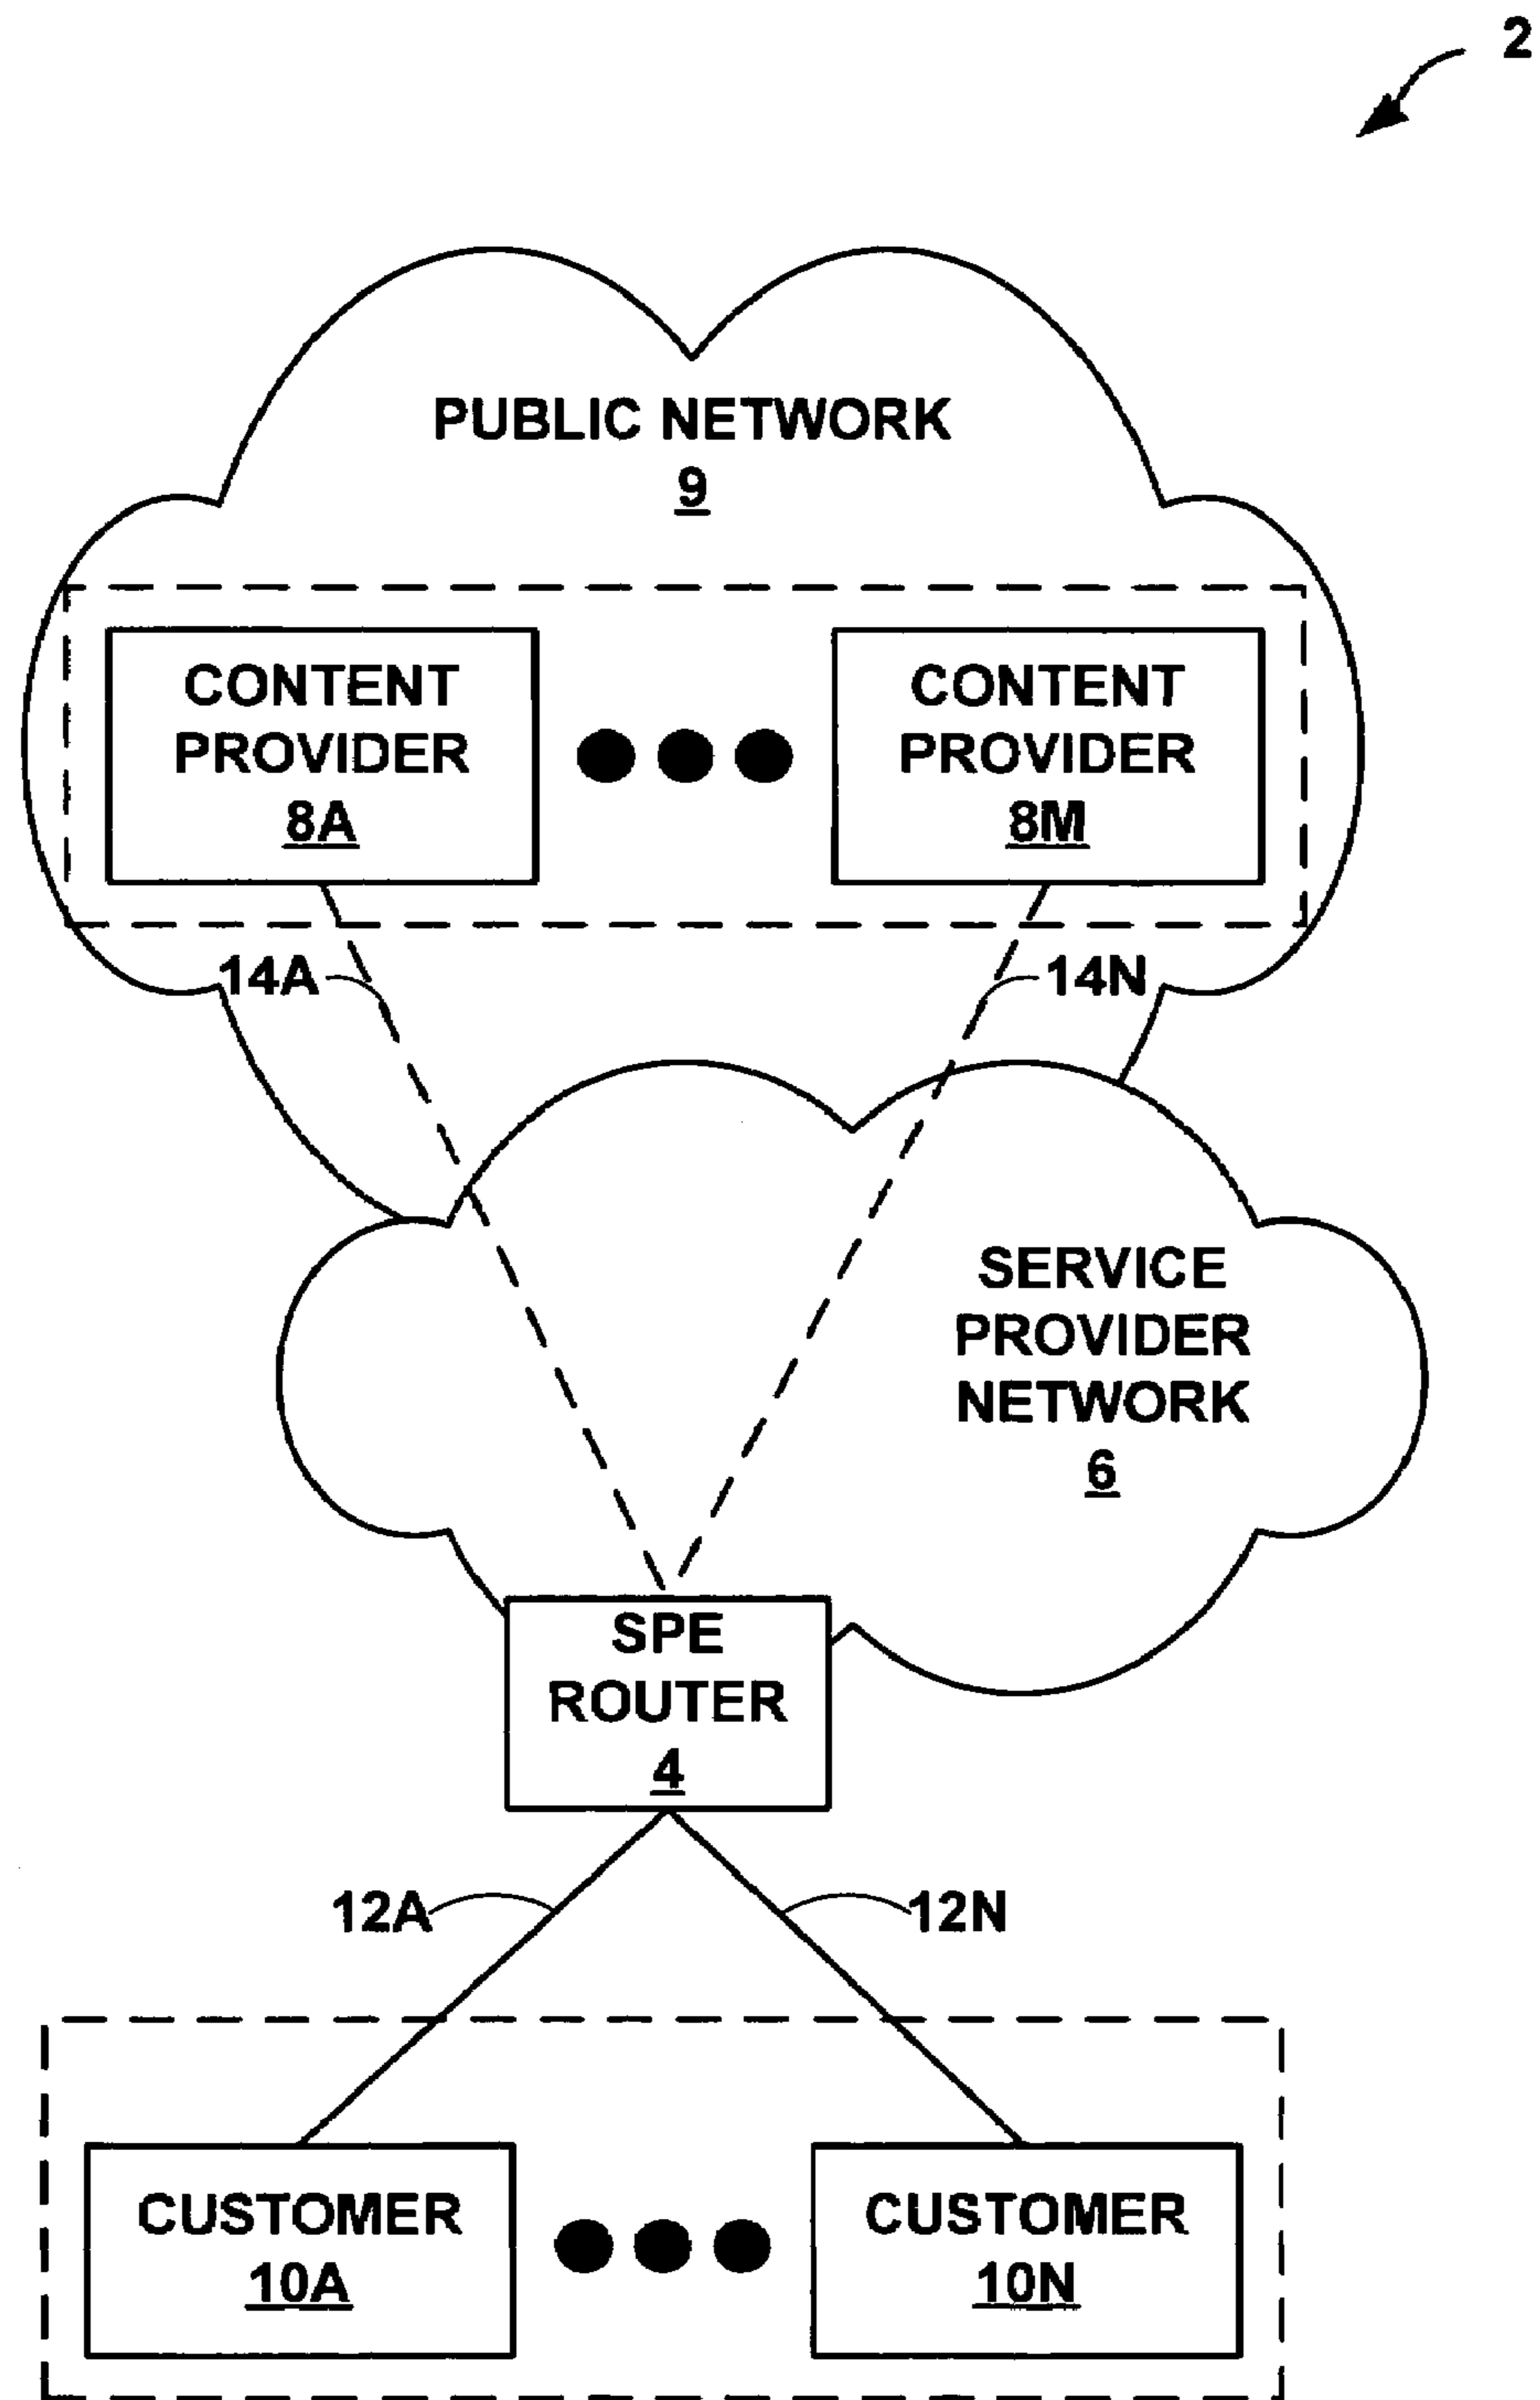 2
PUBLIC NETWORK
9
CONTENT
PROVIDER
8A
CONTENT
PROVIDER
8M
14A
14N
SERVICE
PROVIDER
NETWORK
6
SPE
ROUTER
4
12A
12N
CUSTOMER
10A
CUSTOMER
10N